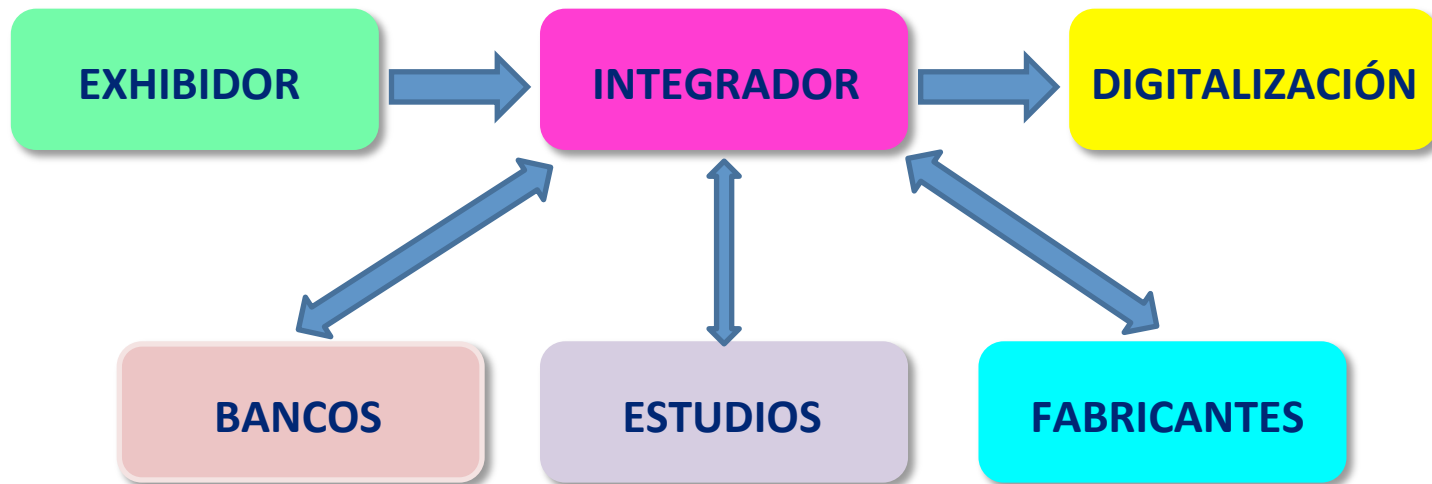 EXHIBIDOR
INTEGRADOR
DIGITALIZACIÓN
BANCOS
ESTUDIOS
FABRICANTES